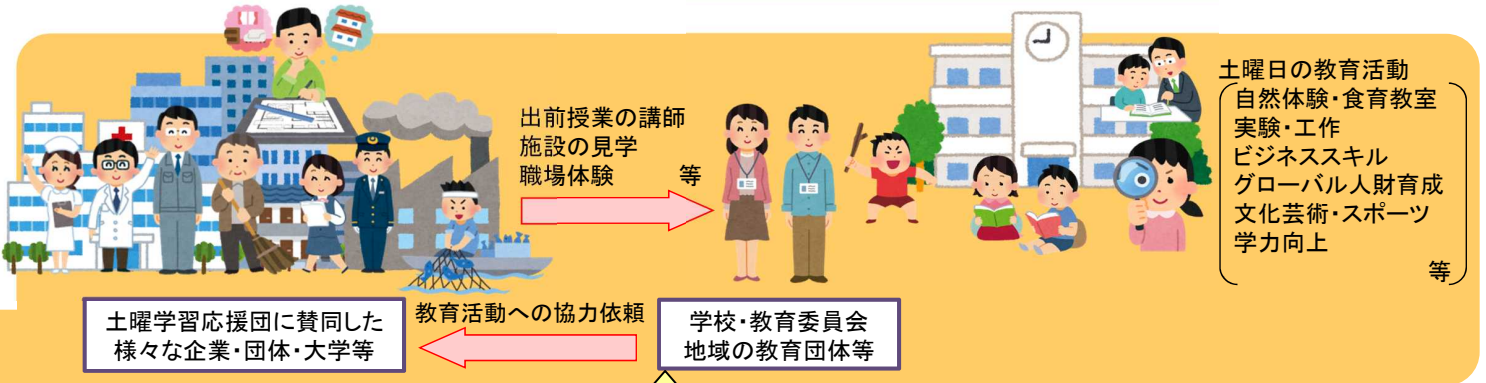 出前授業の講師
施設の見学
職場体験 等
土曜日の教育活動
自然体験・食育教室
実験・工作
ビジネススキル
グローバル人財育成
文化芸術・スポーツ
学力向上
等
土曜学習応援団に賛同した
様々な企業・団体・大学等
教育活動への協力依頼
学校・教育委員会
地域の教育団体等